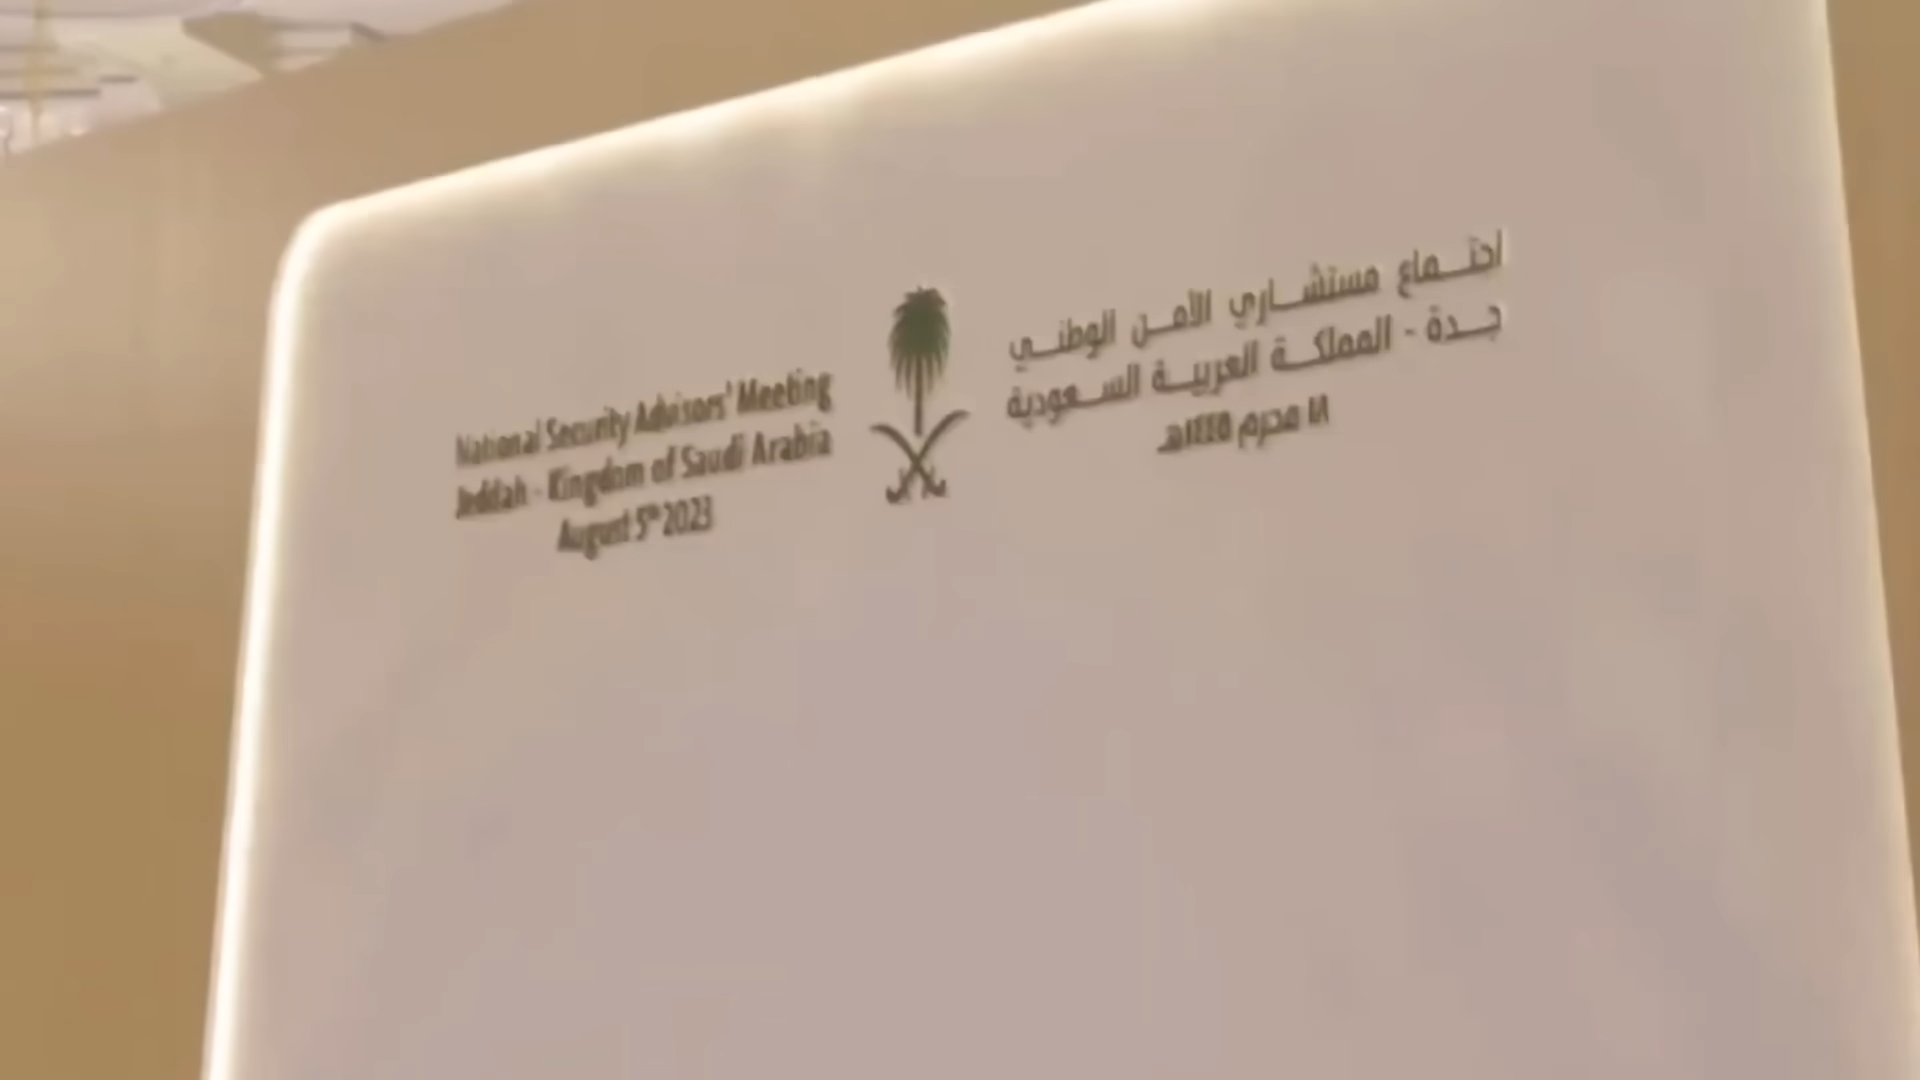 National Security Advisors' Meeting
Jeddah - Kingdom of Saudi Arabia
August 5th 2023
اجتماع مستشاري الأمن الوطني
جدة - المملكة العربية السعودية
١٨ محرم ١٤٤٥هـ